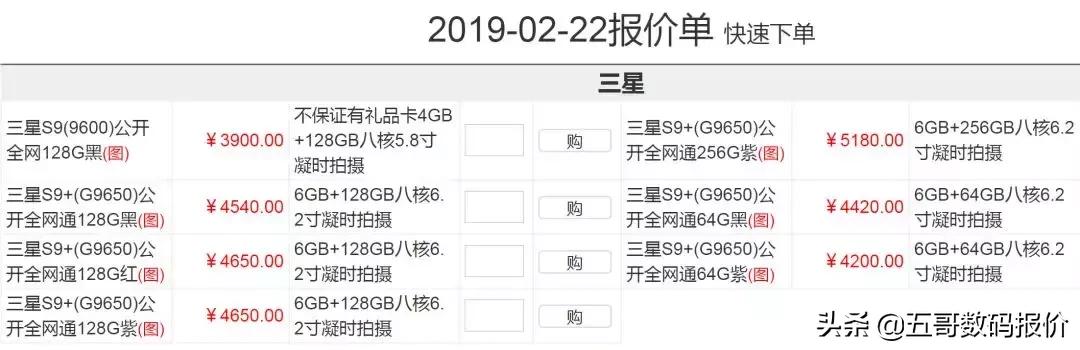 2019-02-22报价单 快速下单
三星
三星S9(9600)公开
全网128G黑(图)
￥3900.00
不保证有礼品卡4GB
+128GB八核5.8寸
凝时拍摄
购
三星S9+(G9650)公
开全网通256G紫(图)
￥5180.00
6GB+256GB八核6.2
寸凝时拍摄
三星S9+(G9650)公
开全网通128G黑(图)
￥4540.00
6GB+128GB八核6.
2寸凝时拍摄
购
三星S9+(G9650)公
开全网通64G黑(图)
￥4420.00
6GB+64GB八核6.2
寸凝时拍摄
三星S9+(G9650)公
开全网通128G红(图)
￥4650.00
6GB+128GB八核6.
2寸凝时拍摄
购
三星S9+(G9650)公
开全网通64G紫(图)
￥4200.00
6GB+64GB八核6.2
寸凝时拍摄
三星S9+(G9650)公
开全网通128G紫(图)
￥4650.00
6GB+128GB八核6.
2寸凝时拍摄
购
头条 @五哥数码报价